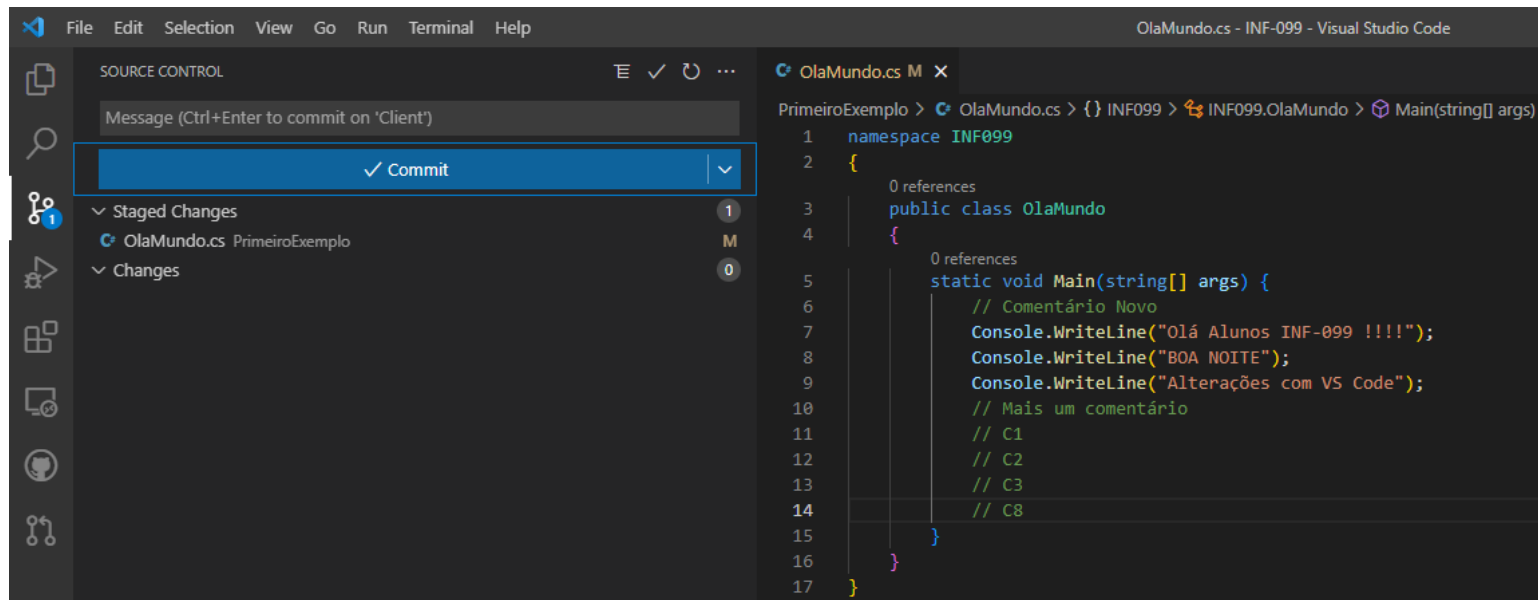 File Edit Selection View Go Run Terminal Help
OlaMundo.cs - INF-099 - Visual Studio Code
SOURCE CONTROL
Message (Ctrl+Enter to commit on 'Client')
Commit
1
Staged Changes 1
OlaMundo.cs PrimeiroExemplo M
Changes 0
OlaMundo.cs M
PrimeiroExemplo > OlaMundo.cs > {} INF099 > INF099.OlaMundo > Main(string[] args)
1 namespace INF099
2 {
0 references
3 public class OlaMundo
4 {
0 references
5 static void Main(string[] args) {
6 // Comentário Novo
7 Console.WriteLine("Olá Alunos INF-099 !!!!");
8 Console.WriteLine("BOA NOITE");
9 Console.WriteLine("Alterações com VS Code");
10 // Mais um comentário
11 // C1
12 // C2
13 // C3
14 // C8
15 }
16 }
17 }